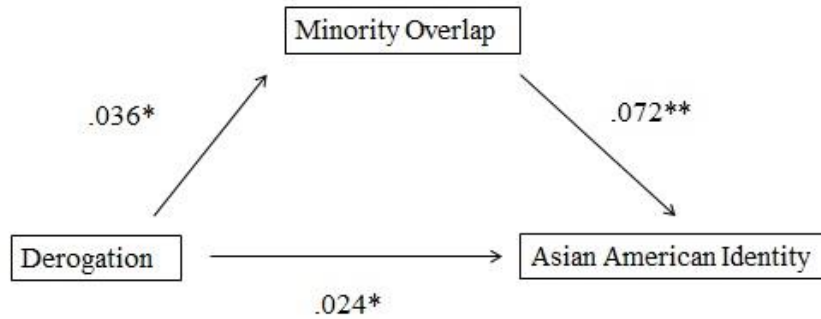 Minority Overlap
.036*
.072**
Derogation
Asian American Identity
.024*